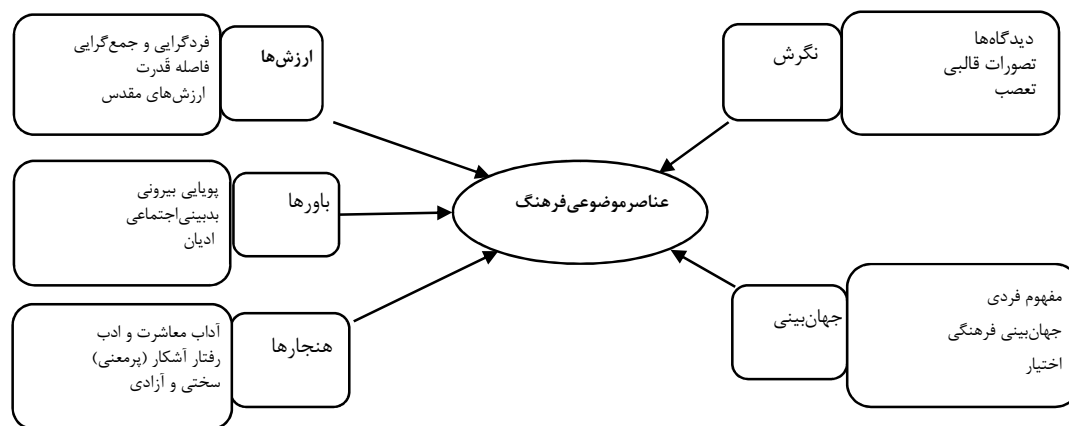 نگرش
دیدگاه‌ها
تصورات قالبی
تعصب
ارزش‌ها
فردگرایی و جمع‌گرایی
فاصله قَدرت
ارزش‌های مقدس
عناصرموضوعی‌فرهنگ
باورها
پویایی بیرونی
بدبینی‌اجتماعی
ادیان
جهان‌بینی
مفهوم فردی
جهان‌بینی فرهنگی
اختیار
هنجارها
آداب معاشرت و ادب
رفتار آشکار (پرمعنی)
سختی و آزادی